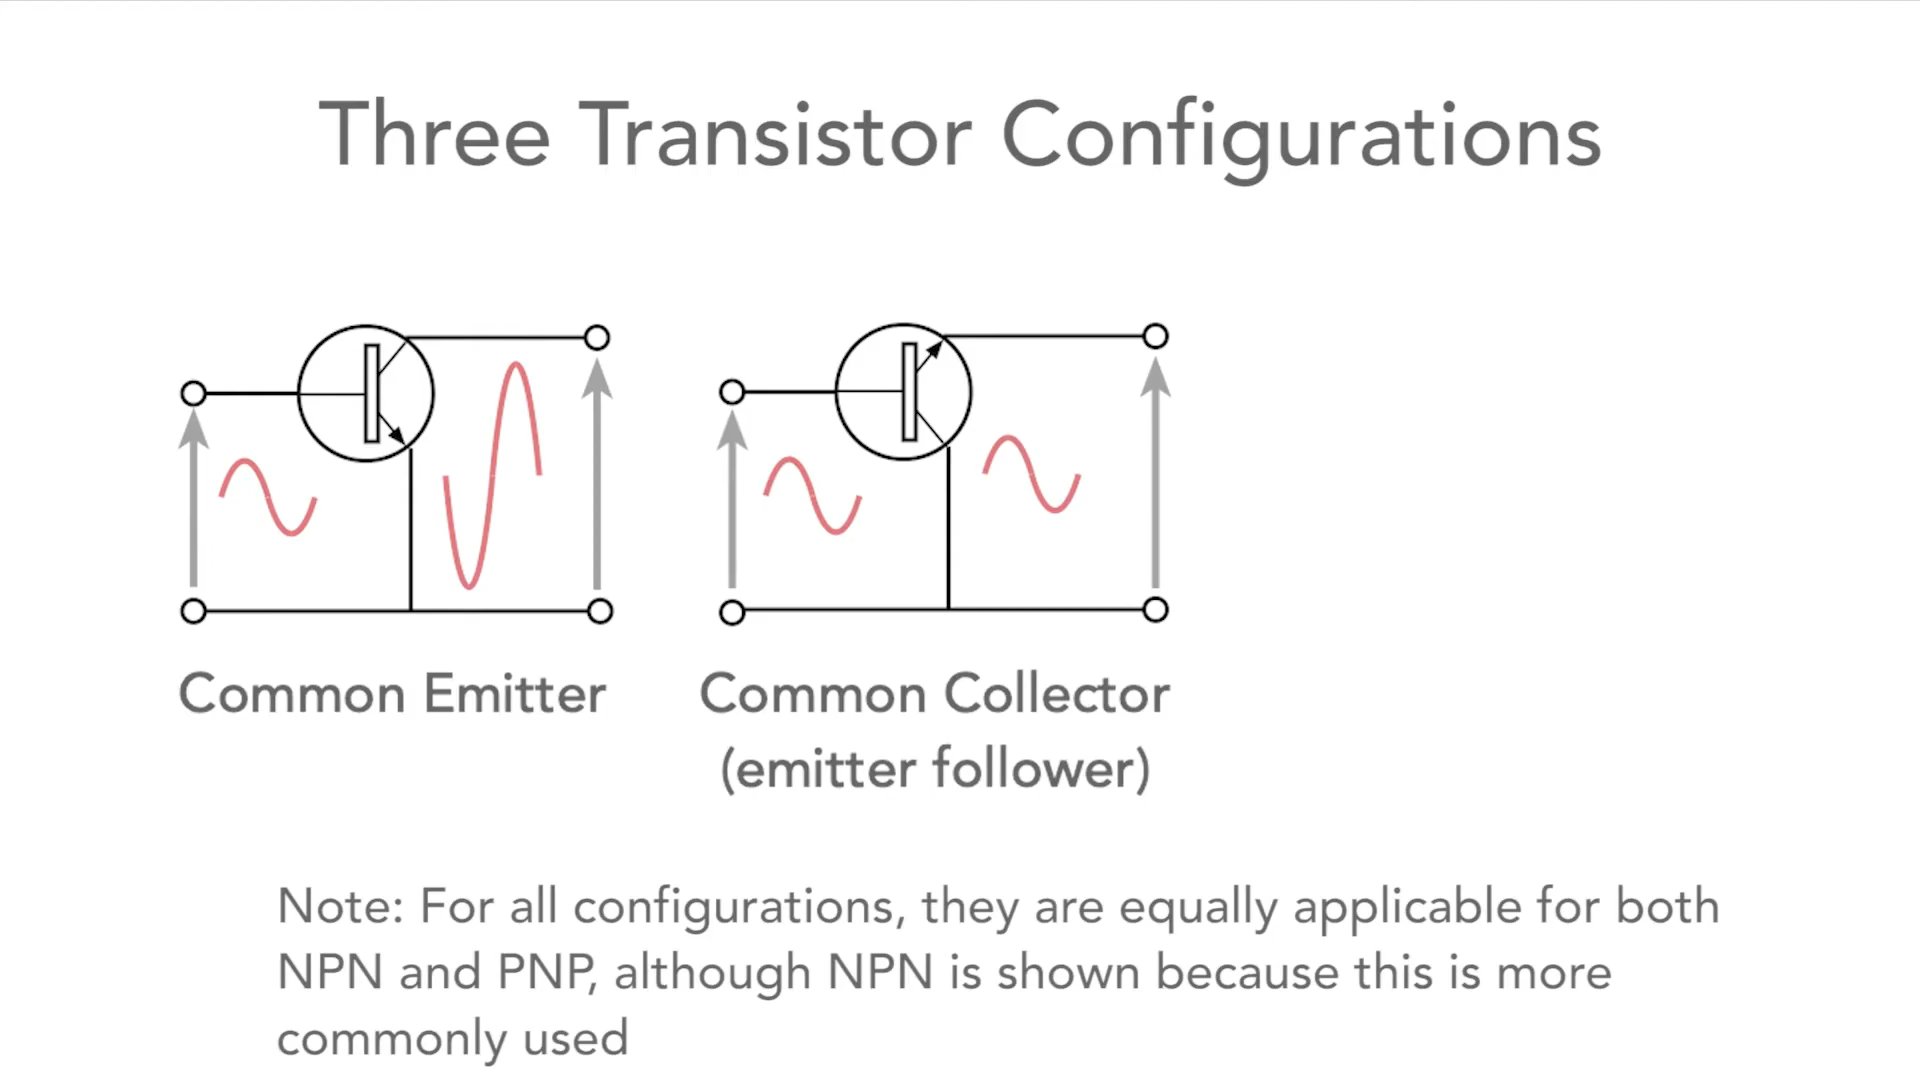 Three Transistor Configurations
Common Emitter
Common Collector
(emitter follower)
Note: For all configurations, they are equally applicable for both
NPN and PNP, although NPN is shown because this is more
commonly used